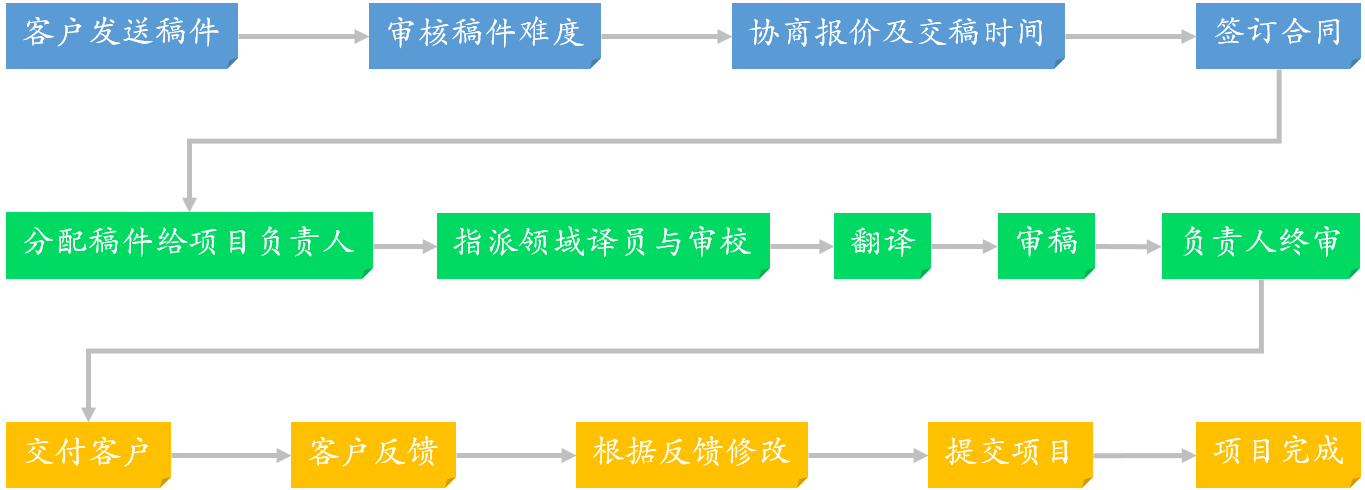 客户发送稿件
审核稿件难度
协商报价及交稿时间
签订合同
分配稿件给项目负责人
指派领域译员与审校
翻译
审稿
负责人终审
交付客户
客户反馈
根据反馈修改
提交项目
项目完成